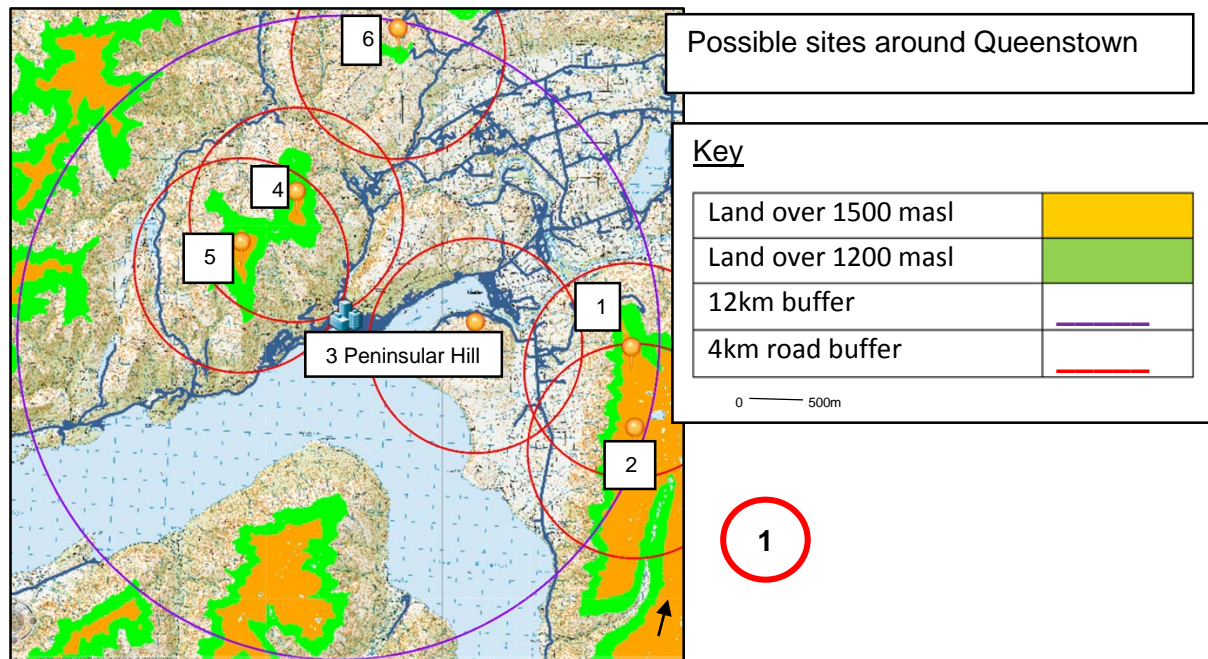 Possible sites around Queenstown
6
4
5
1
3 Peninsular Hill
2
Key
Land over 1500 masl
Land over 1200 masl
12km buffer
4km road buffer
0 500m
1